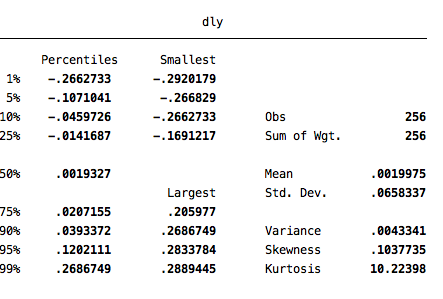 dly
Percentiles Smallest
1% -.2662733 -.2920179
5% -.1071041 -.266829
10% -.0459726 -.2662733 Obs 256
25% -.0141687 -.1691217 Sum of Wgt. 256
50% .0019327 Mean .0019975
Largest Std. Dev. .0658337
75% .0207155 .205977
90% .0393372 .2686749 Variance .0043341
95% .1202111 .2833784 Skewness .1037735
99% .2686749 .2889445 Kurtosis 10.22398